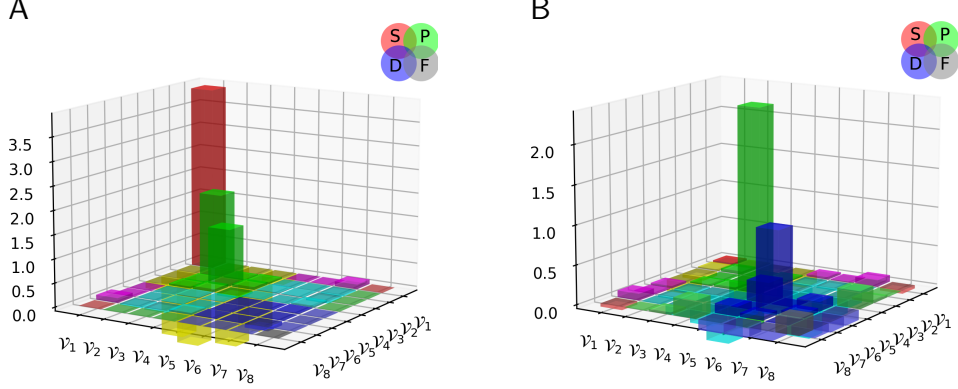 A
S P
D F
3.5
3.0
2.5
2.0
1.5
1.0
0.5
0.0
𝒱₁ 𝒱₂ 𝒱₃ 𝒱₄ 𝒱₅ 𝒱₆ 𝒱₇ 𝒱₈
𝒱₈ 𝒱₇ 𝒱₆ 𝒱₅ 𝒱₄ 𝒱₃ 𝒱₂ 𝒱₁
B
S P
D F
2.0
1.5
1.0
0.5
0.0
𝒱₁ 𝒱₂ 𝒱₃ 𝒱₄ 𝒱₅ 𝒱₆ 𝒱₇ 𝒱₈
𝒱₈ 𝒱₇ 𝒱₆ 𝒱₅ 𝒱₄ 𝒱₃ 𝒱₂ 𝒱₁